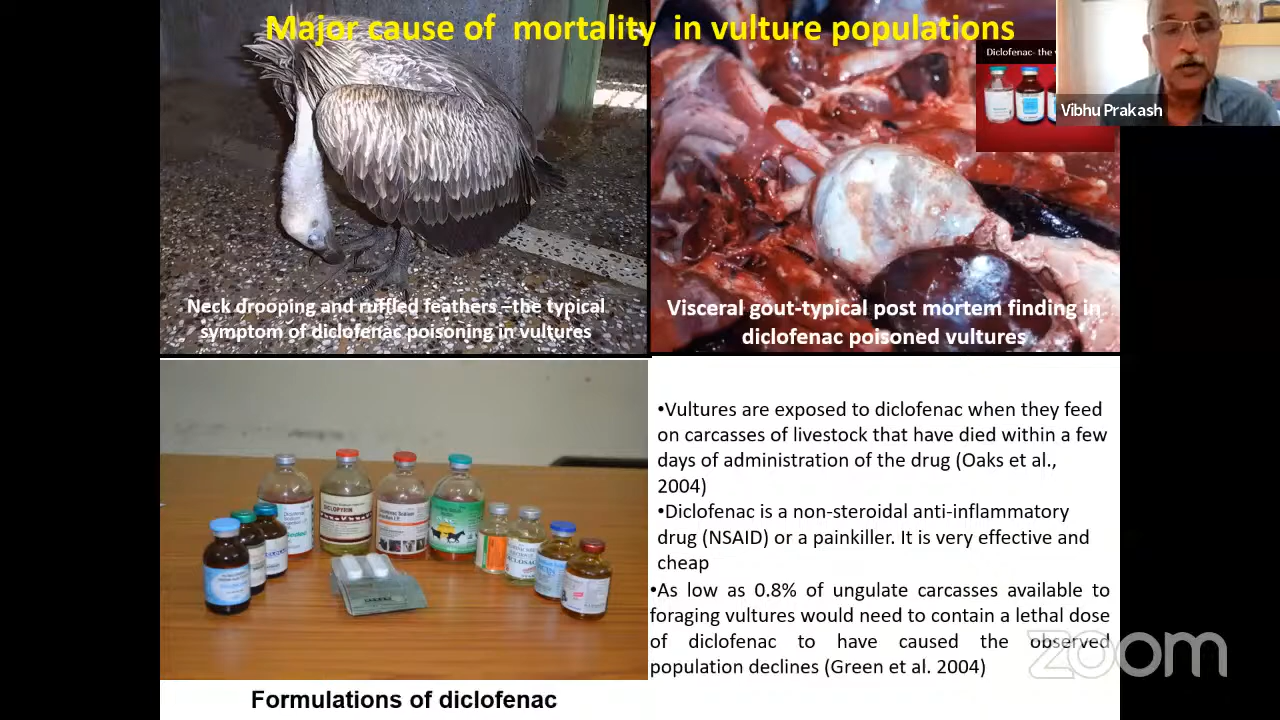 Major cause of mortality in vulture populations
Diclofenac- the
Vibhu Prakash
Neck drooping and ruffled feathers –the typical
symptom of diclofenac poisoning in vultures
Visceral gout-typical post mortem finding in
diclofenac poisoned vultures
DICLOPYRIN
•Vultures are exposed to diclofenac when they feed
on carcasses of livestock that have died within a few
days of administration of the drug (Oaks et al.,
2004)
•Diclofenac is a non-steroidal anti-inflammatory
drug (NSAID) or a painkiller. It is very effective and
cheap
•As low as 0.8% of ungulate carcasses available to
foraging vultures would need to contain a lethal dose
of diclofenac to have caused the observed
population declines (Green et al. 2004)
zoom
Formulations of diclofenac